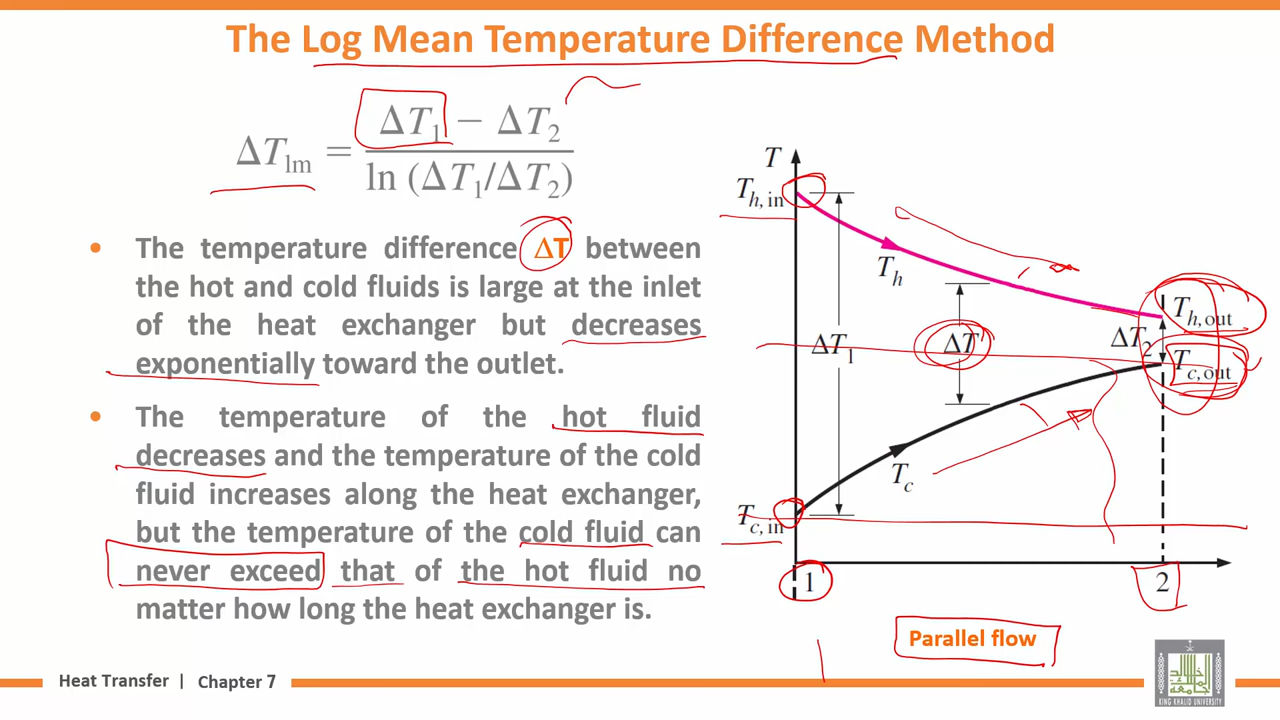 The Log Mean Temperature Difference Method
ΔT_lm = (ΔT_1 − ΔT_2) / ln (ΔT_1/ΔT_2)
• The temperature difference ΔT between
the hot and cold fluids is large at the inlet
of the heat exchanger but decreases
exponentially toward the outlet.
• The temperature of the hot fluid
decreases and the temperature of the cold
fluid increases along the heat exchanger,
but the temperature of the cold fluid can
never exceed that of the hot fluid no
matter how long the heat exchanger is.
T
T_h, in
T_h
T_h, out
ΔT_1
ΔT
ΔT_2
T_c, out
T_c
T_c, in
1
2
Parallel flow
Heat Transfer | Chapter 7
KING KHALID UNIVERSITY